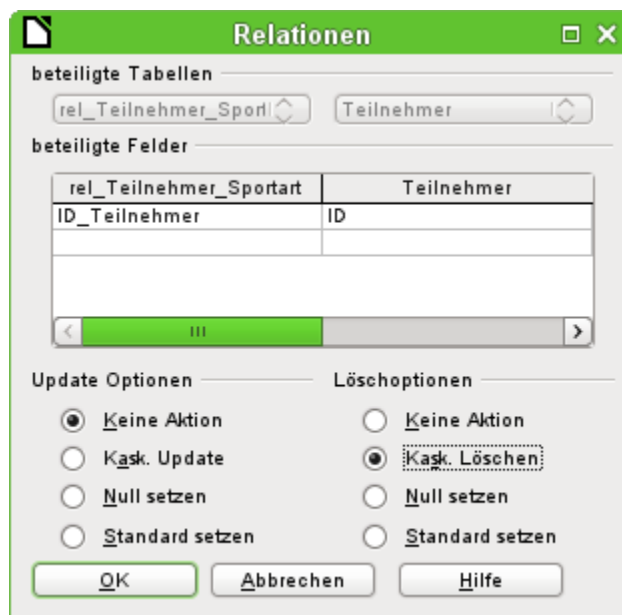 Relationen
beteiligte Tabellen
rel_Teilnehmer_Sport Teilnehmer
beteiligte Felder
rel_Teilnehmer_Sportart Teilnehmer
ID_Teilnehmer ID
Update Optionen Löschoptionen
Keine Aktion Keine Aktion
Kask. Update Kask. Löschen
Null setzen Null setzen
Standard setzen Standard setzen
OK Abbrechen Hilfe